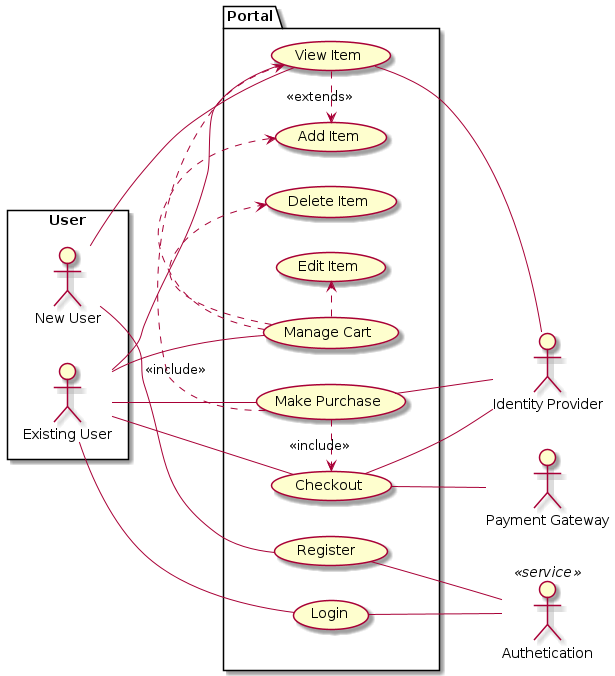 Portal
View Item
«extends»
Add Item
Delete Item
User
Edit Item
New User
Manage Cart
«include»
Make Purchase
Identity Provider
Existing User
«include»
Checkout
Payment Gateway
Register
«service»
Login
Authetication